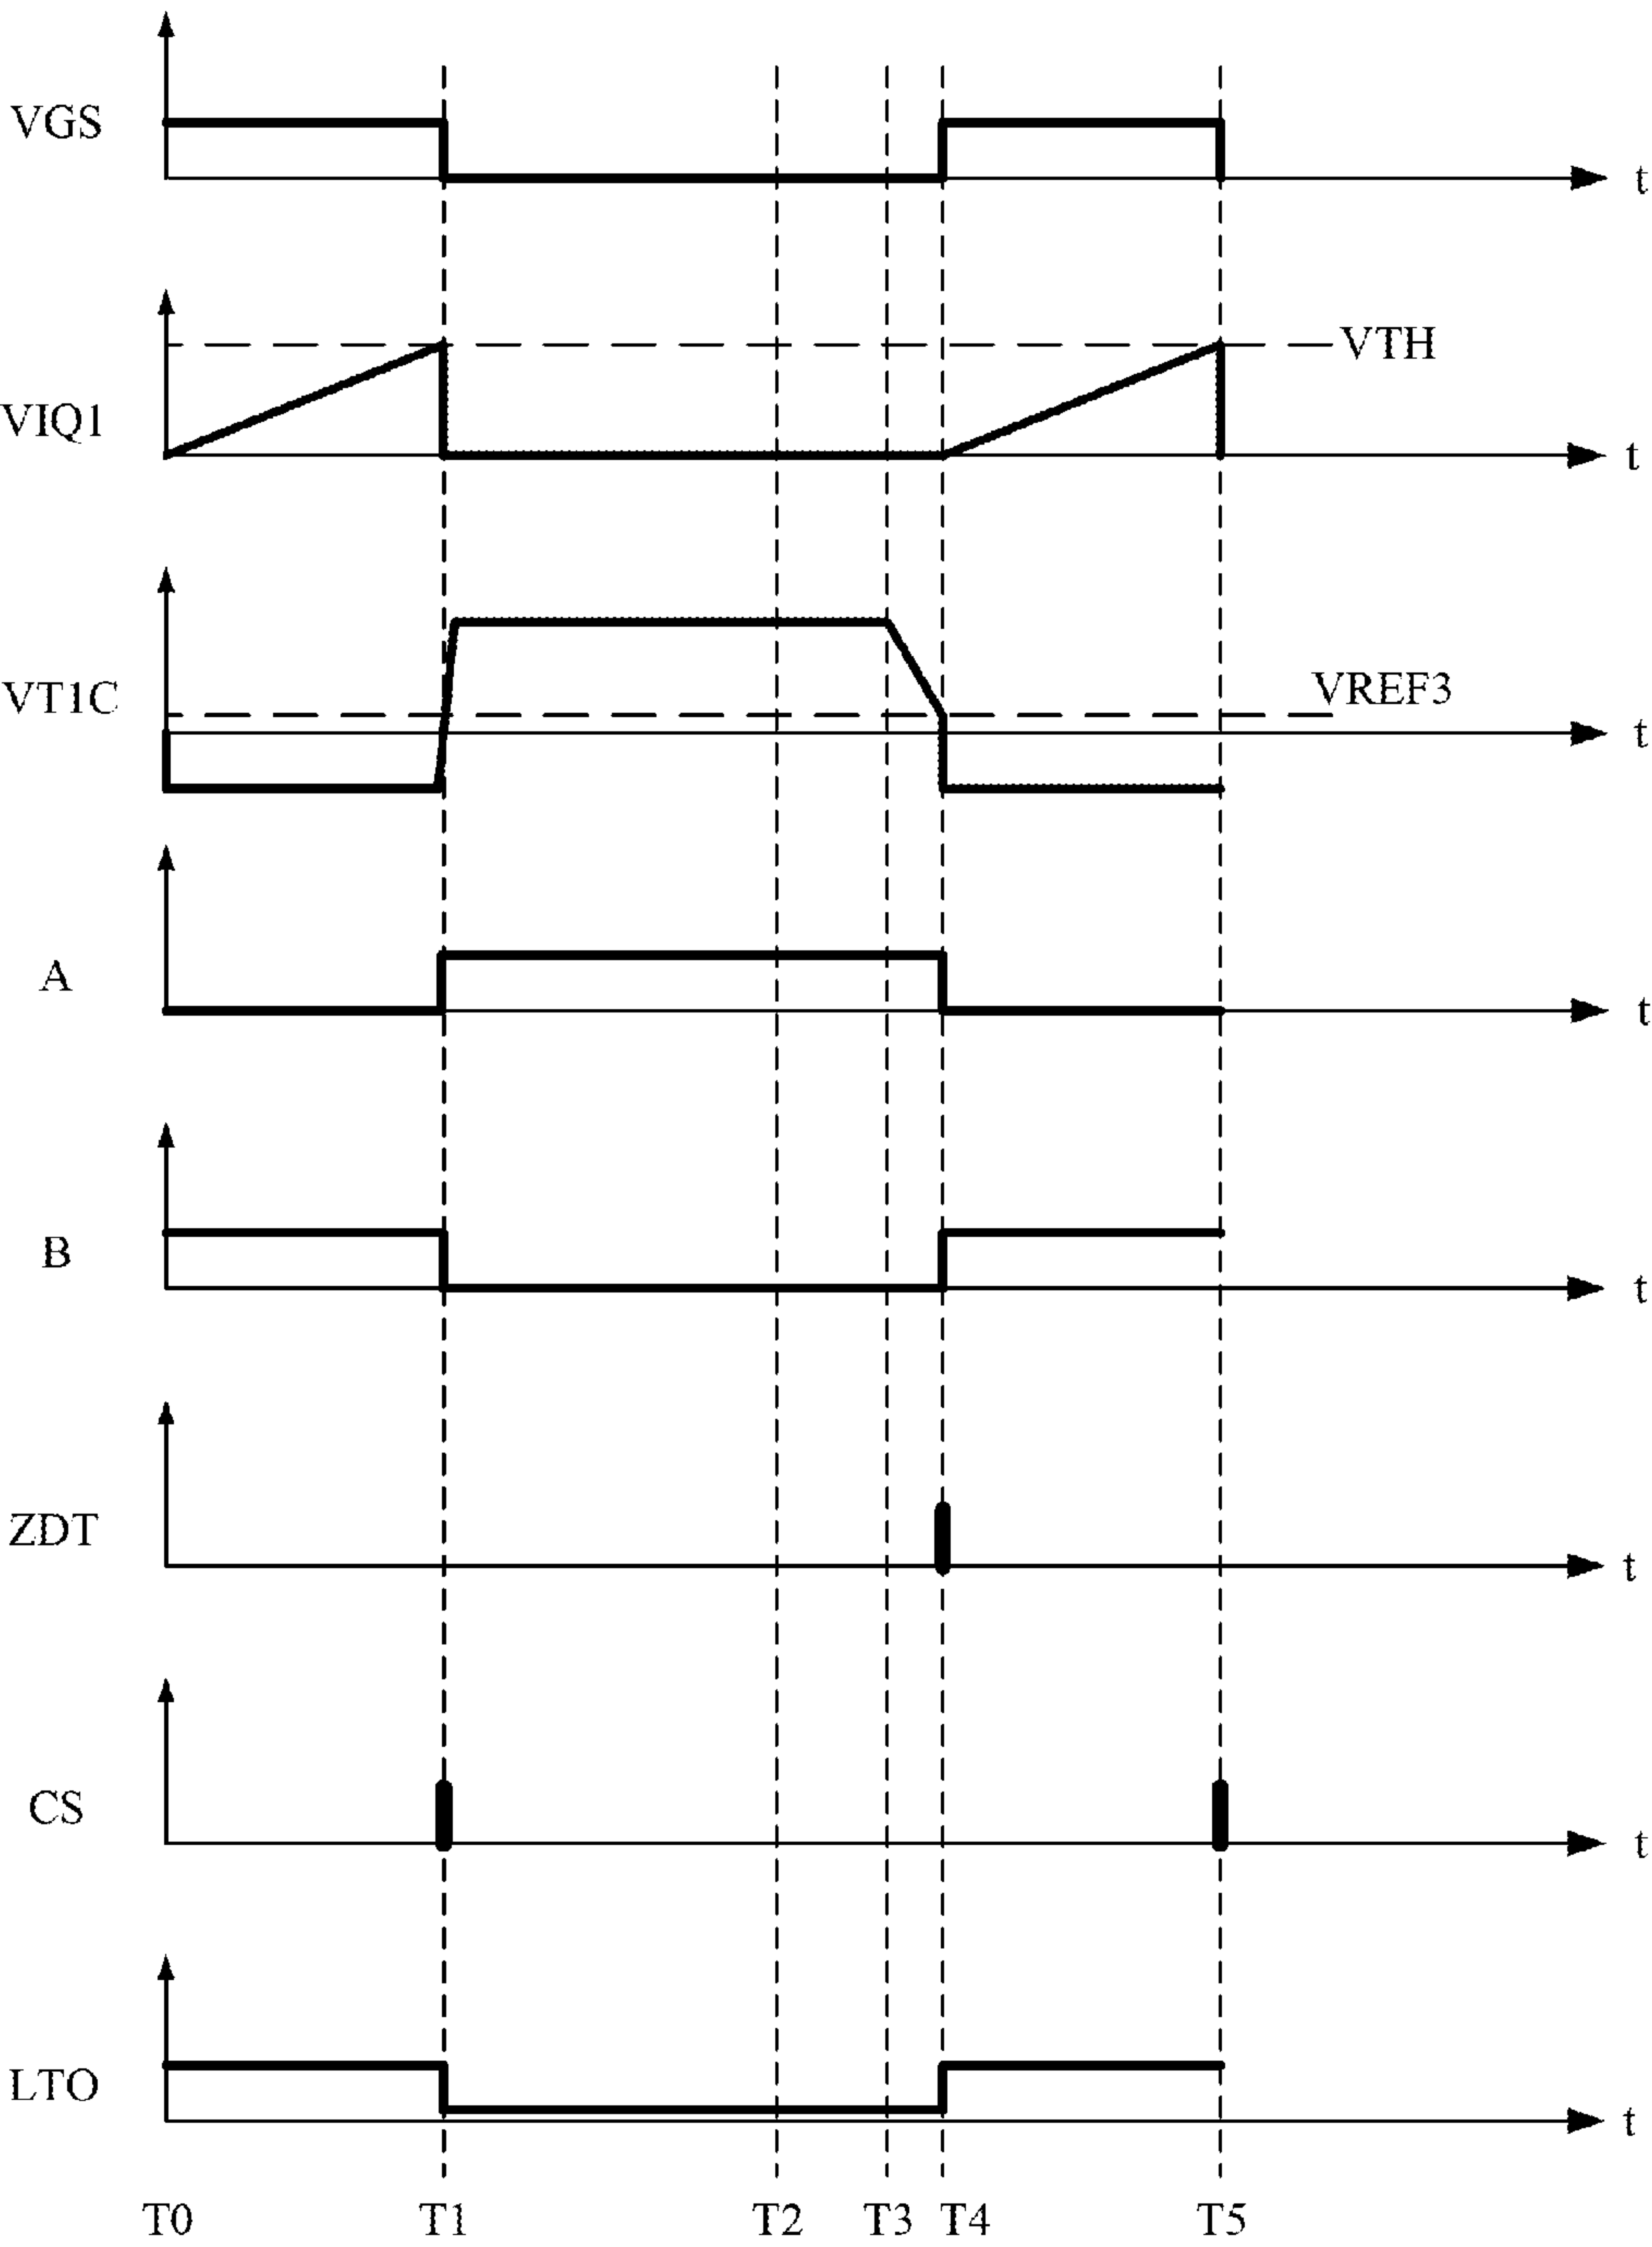 VGS
t
VTH
VIQ1
t
VREF3
VT1C
t
A
t
B
t
ZDT
t
CS
t
LTO
t
T0 T1 T2 T3 T4 T5